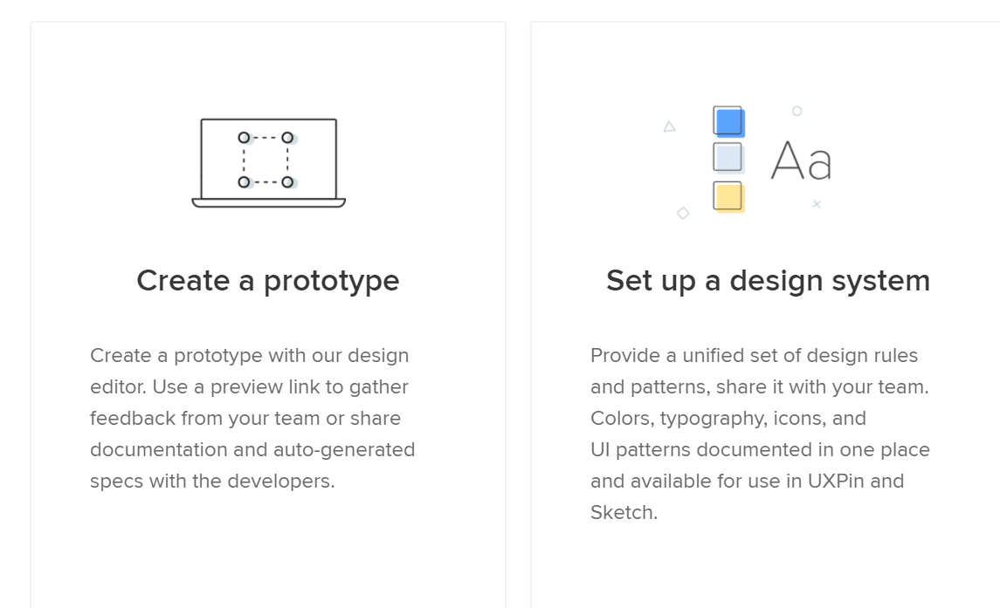 Create a prototype
Create a prototype with our design
editor. Use a preview link to gather
feedback from your team or share
documentation and auto-generated
specs with the developers.
Aa
Set up a design system
Provide a unified set of design rules
and patterns, share it with your team.
Colors, typography, icons, and
UI patterns documented in one place
and available for use in UXPin and
Sketch.